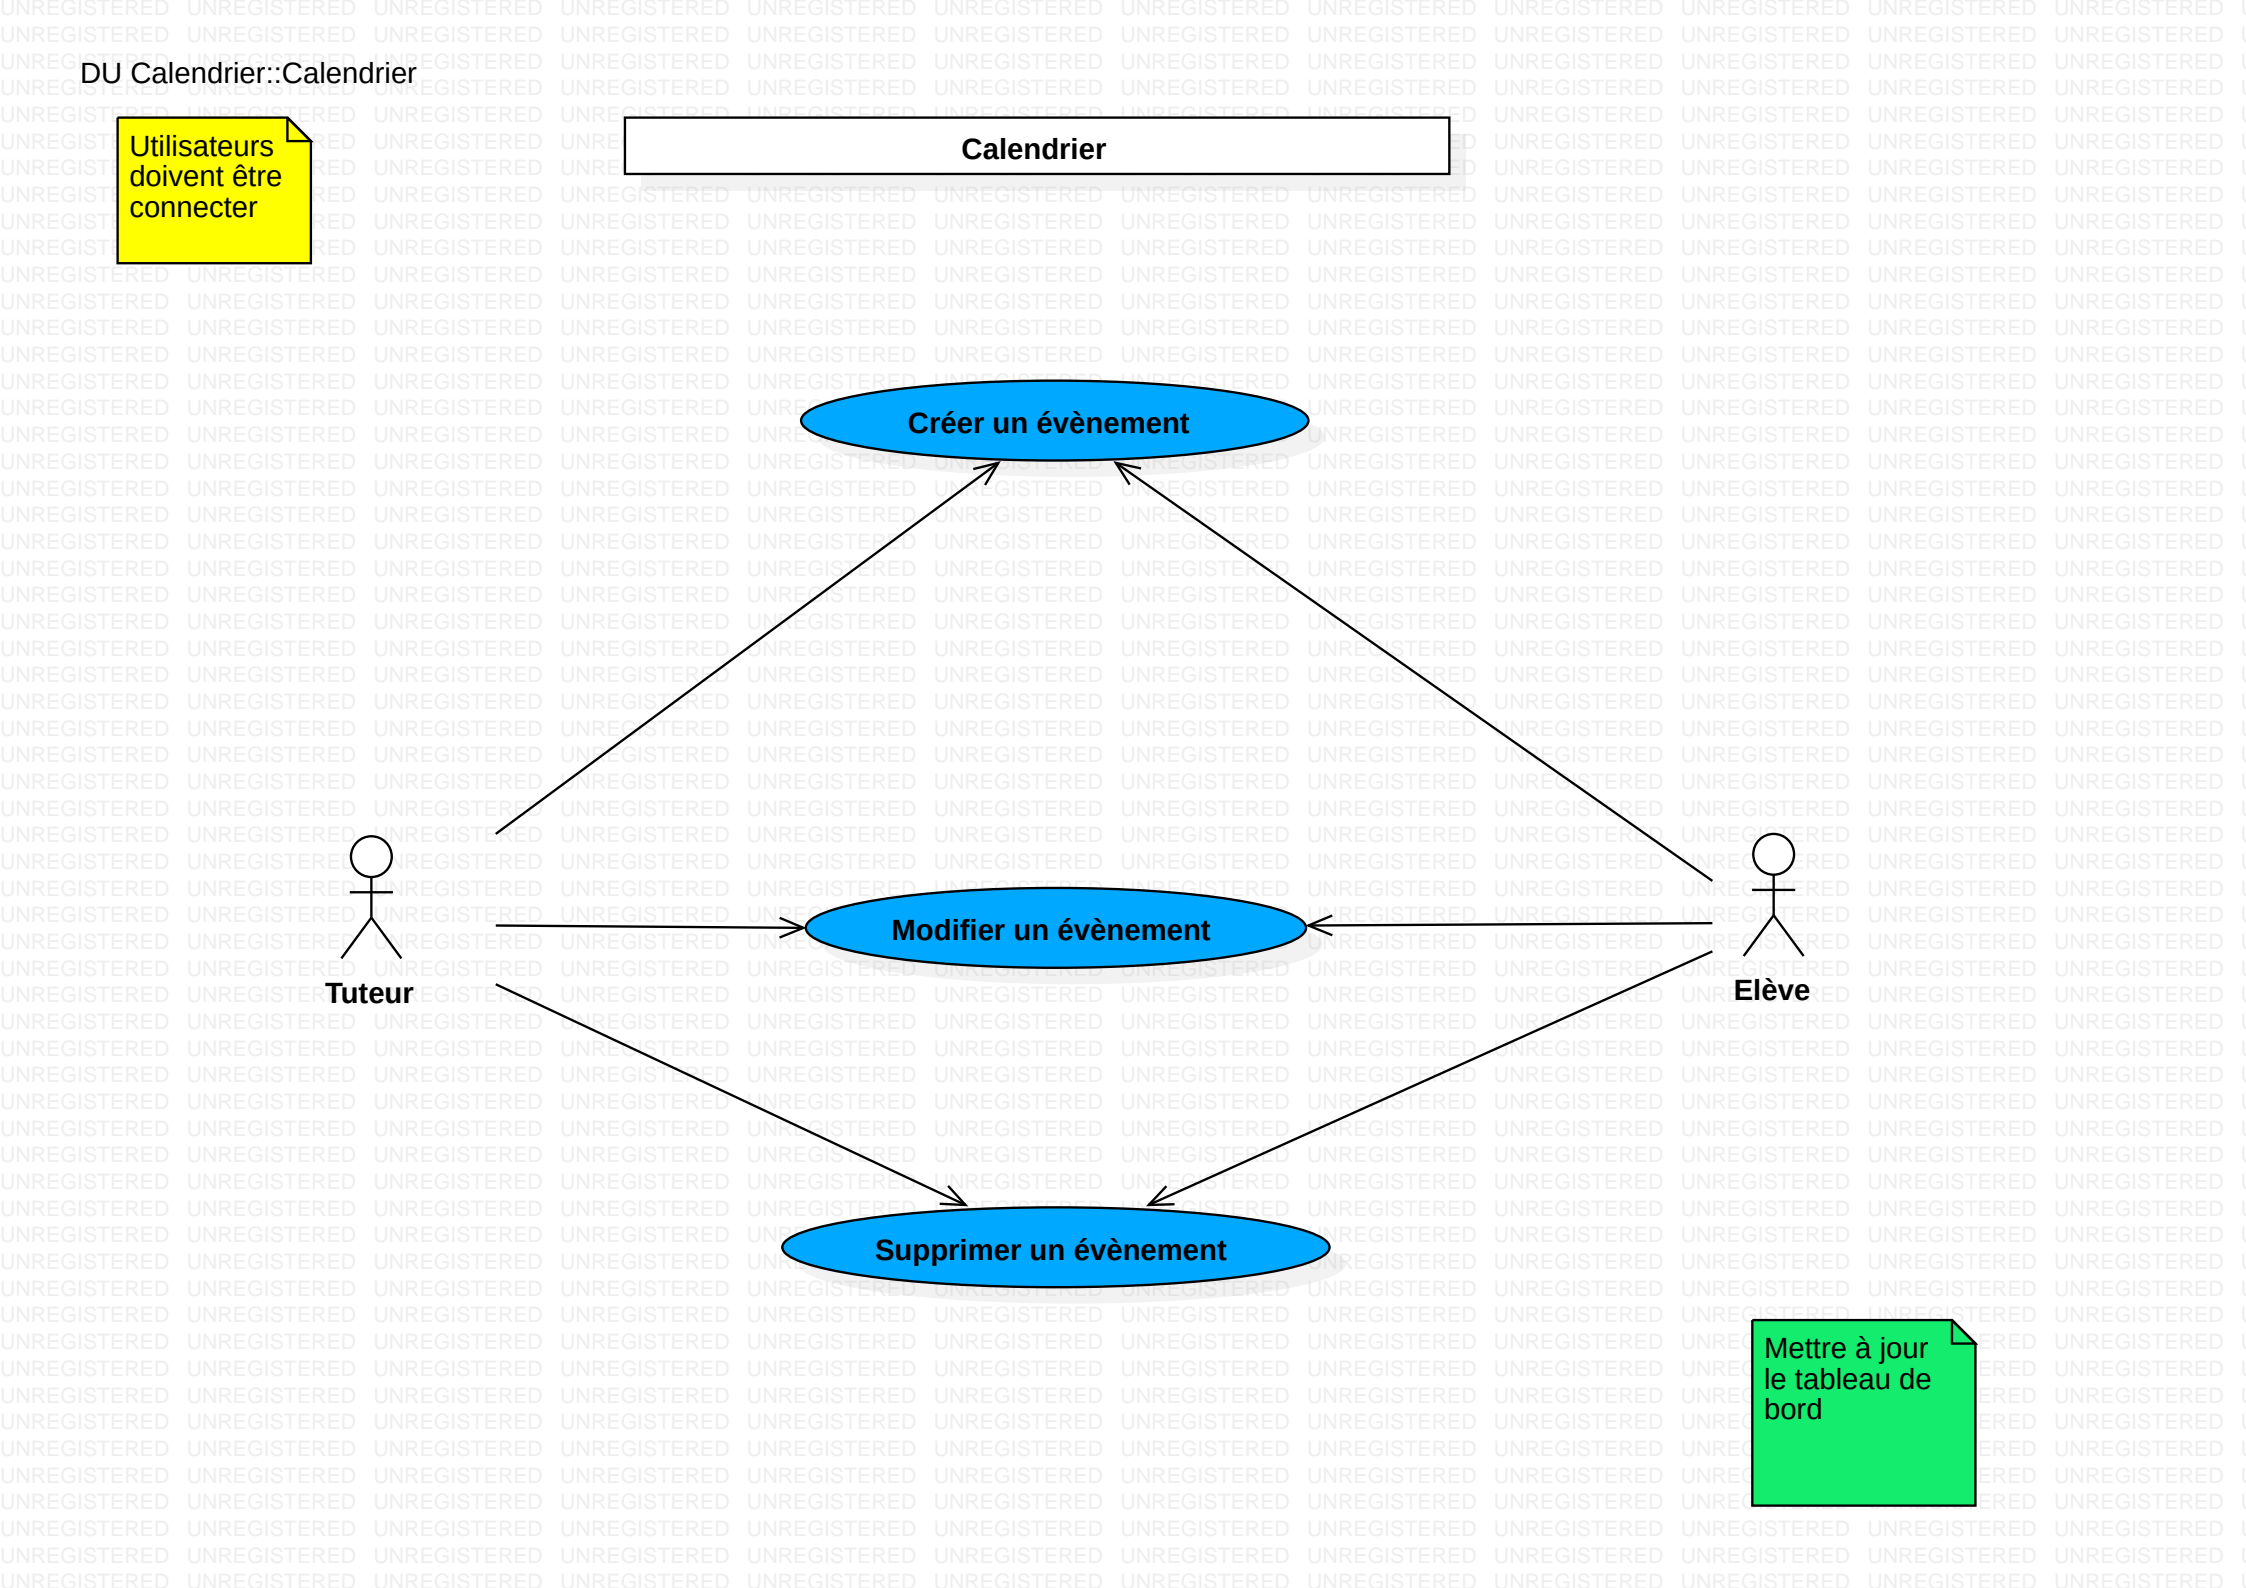 DU Calendrier::Calendrier
Utilisateurs
doivent être
connecter
Calendrier
Créer un évènement
Modifier un évènement
Tuteur
Elève
Supprimer un évènement
Mettre à jour
le tableau de
bord
UNREGISTERED